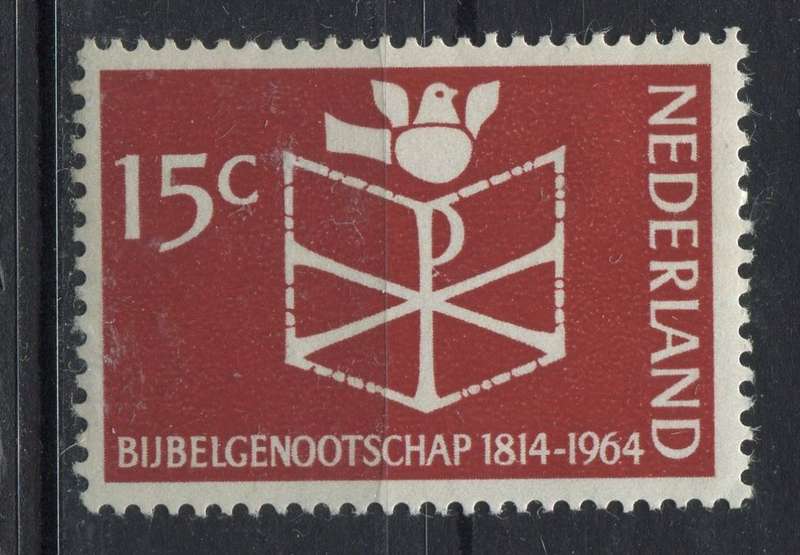 15c
NEDERLAND
BIJBELGENOOTSCHAP 1814-1964